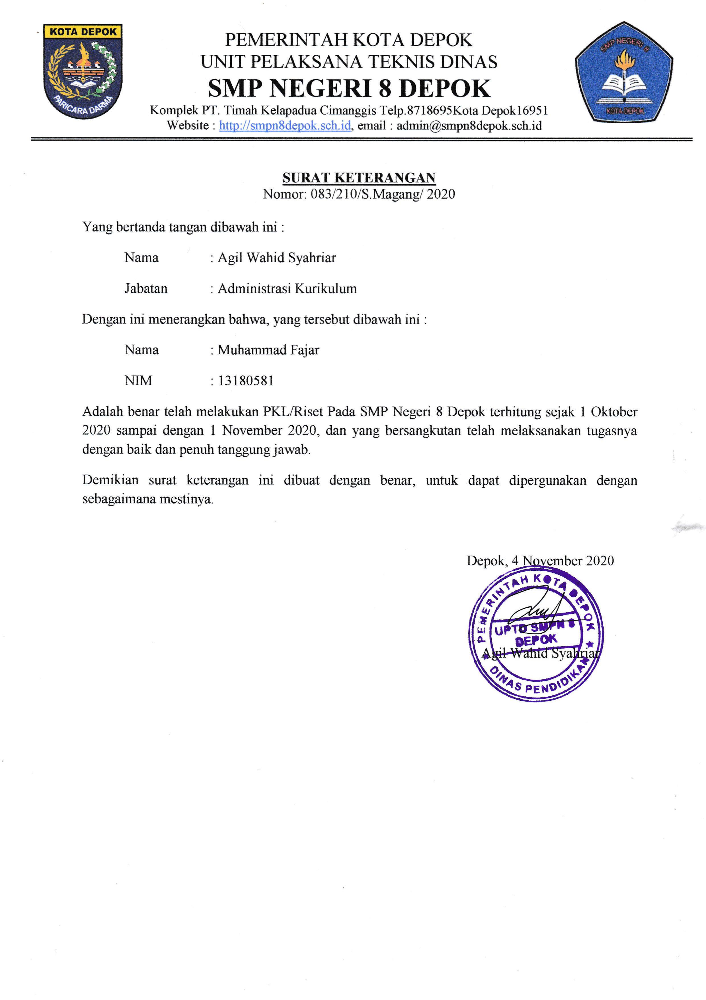 KOTA DEPOK
PARICARA DARMA
PEMERINTAH KOTA DEPOK
UNIT PELAKSANA TEKNIS DINAS
SMP NEGERI 8 DEPOK
Komplek PT. Timah Kelapadua Cimanggis Telp.8718695Kota Depok16951
Website : http://smpn8depok.sch.id, email : admin@smpn8depok.sch.id
SMP NEGERI 8
KOTA DEPOK
SURAT KETERANGAN
Nomor: 083/210/S.Magang/ 2020
Yang bertanda tangan dibawah ini :
Nama : Agil Wahid Syahriar
Jabatan : Administrasi Kurikulum
Dengan ini menerangkan bahwa, yang tersebut dibawah ini :
Nama : Muhammad Fajar
NIM : 13180581
Adalah benar telah melakukan PKL/Riset Pada SMP Negeri 8 Depok terhitung sejak 1 Oktober
2020 sampai dengan 1 November 2020, dan yang bersangkutan telah melaksanakan tugasnya
dengan baik dan penuh tanggung jawab.
Demikian surat keterangan ini dibuat dengan benar, untuk dapat dipergunakan dengan
sebagaimana mestinya.
Depok, 4 November 2020
PEMERINTAH KOTA DEPOK
UPTD SMPN 8
DEPOK
DINAS PENDIDIKAN
Agil Wahid Syahriar